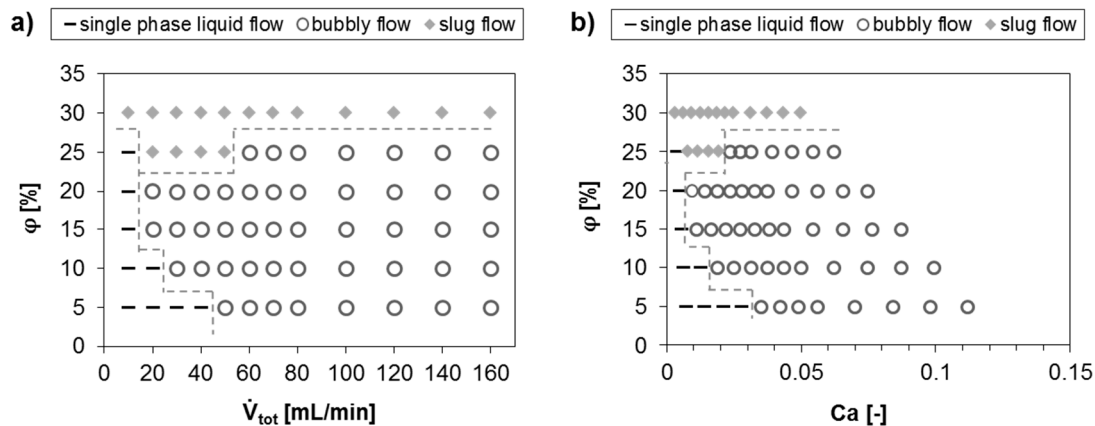 a)
single phase liquid flow bubbly flow slug flow
35
30
25
20
15
10
5
0
φ [%]
0 20 40 60 80 100 120 140 160
V̇tot [mL/min]
b)
single phase liquid flow bubbly flow slug flow
35
30
25
20
15
10
5
0
φ [%]
0 0.05 0.1 0.15
Ca [-]